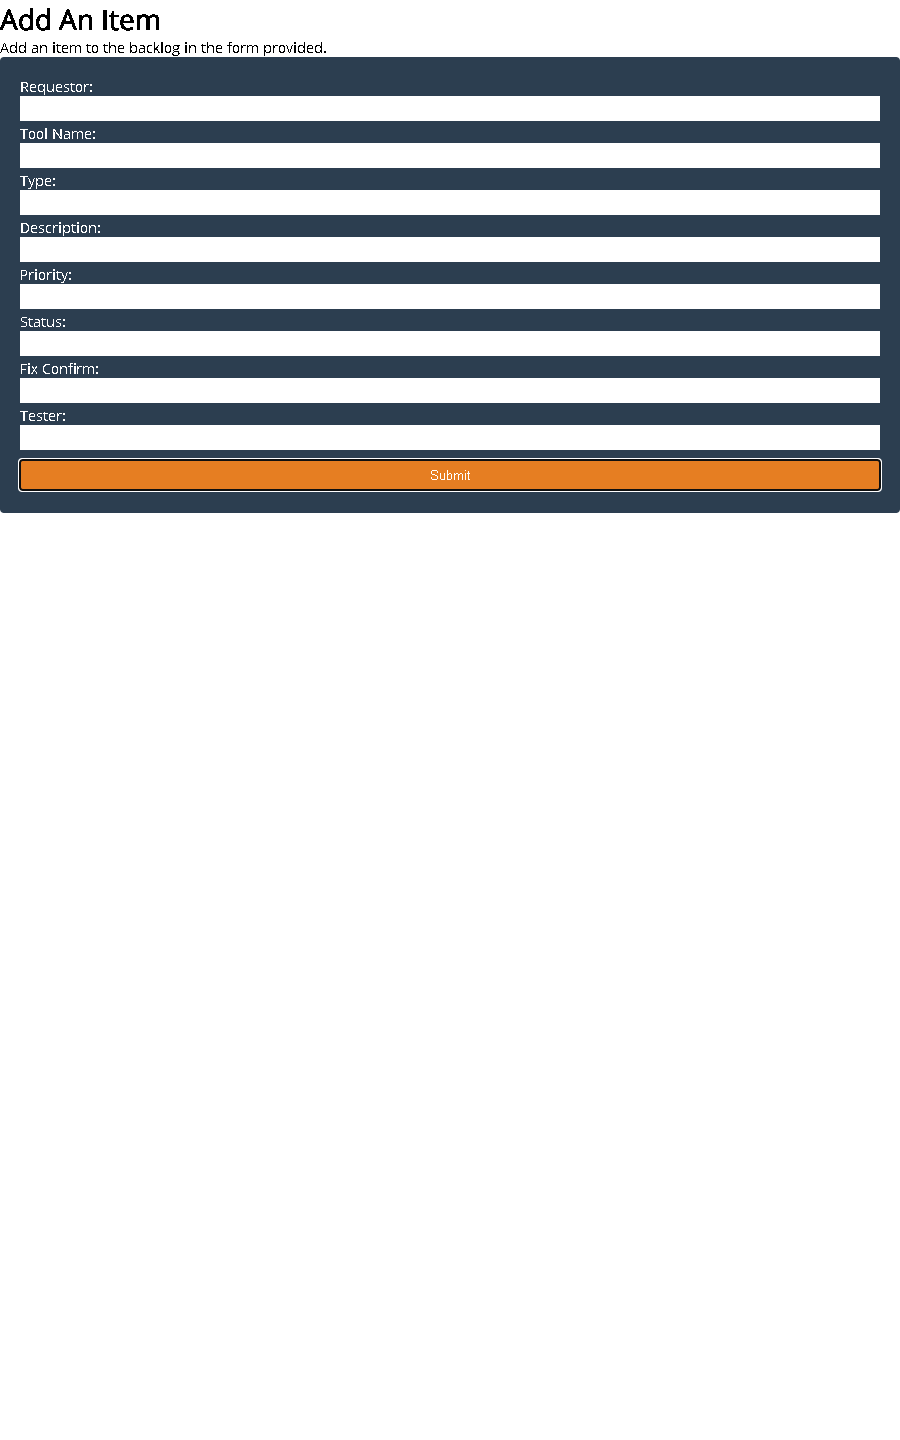 Add An Item
Add an item to the backlog in the form provided.
Requestor:
Tool Name:
Type:
Description:
Priority:
Status:
Fix Confirm:
Tester:
Submit